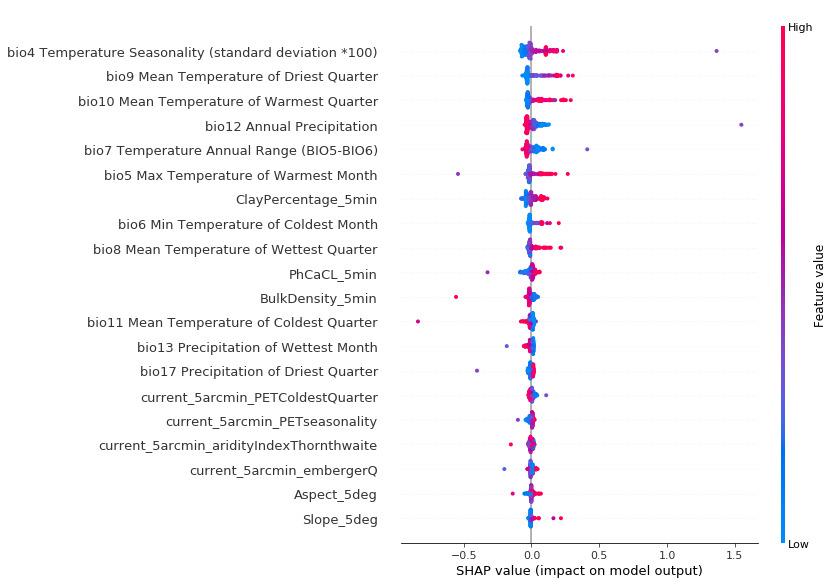 High
bio4 Temperature Seasonality (standard deviation *100)
bio9 Mean Temperature of Driest Quarter
bio10 Mean Temperature of Warmest Quarter
bio12 Annual Precipitation
bio7 Temperature Annual Range (BIO5-BIO6)
bio5 Max Temperature of Warmest Month
ClayPercentage_5min
bio6 Min Temperature of Coldest Month
bio8 Mean Temperature of Wettest Quarter
PhCaCL_5min
BulkDensity_5min
bio11 Mean Temperature of Coldest Quarter
bio13 Precipitation of Wettest Month
bio17 Precipitation of Driest Quarter
current_5arcmin_PETColdestQuarter
current_5arcmin_PETseasonality
current_5arcmin_aridityIndexThornthwaite
current_5arcmin_embergerQ
Aspect_5deg
Slope_5deg
Feature value
Low
−0.5 0.0 0.5 1.0 1.5
SHAP value (impact on model output)